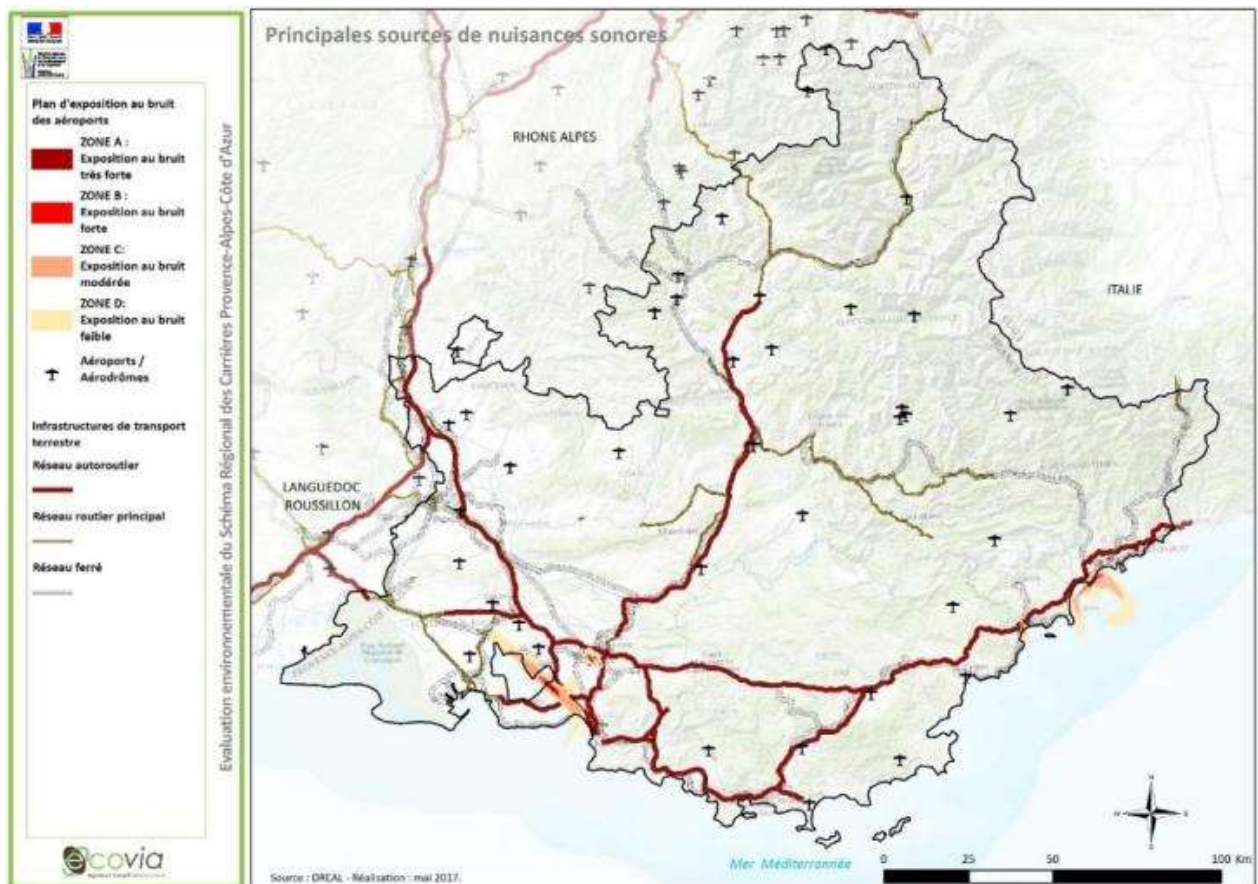 Plan d'exposition au bruit
des aéroports
ZONE A :
Exposition au bruit
très forte
ZONE B :
Exposition au bruit
forte
ZONE C:
Exposition au bruit
modérée
ZONE D:
Exposition au bruit
faible
Aéroports /
Aérodrômes
Infrastructures de transport
terrestre
Réseau autoroutier
Réseau routier principal
Réseau ferré
ecovia
Evaluation environnementale du Schéma Régional des Carrières Provence-Alpes-Côte d'Azur
Principales sources de nuisances sonores
RHONE ALPES
ITALIE
LANGUEDOC
ROUSSILLON
Mer Méditerrannée
0 25 50 100 Km
Source : DREAL - Réalisation : mai 2017.